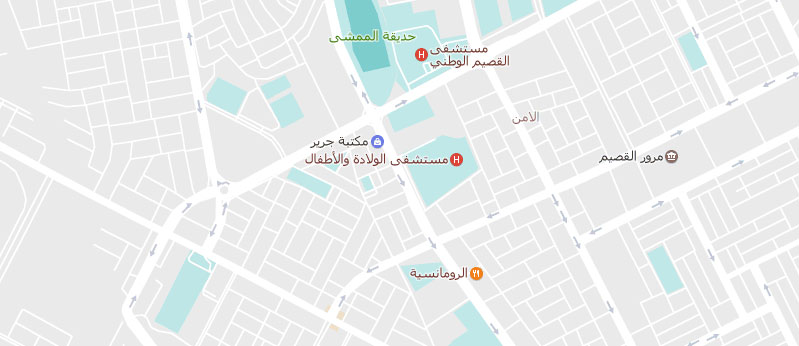 حديقة الممشى
مستشفى
القصيم الوطني
الامن
مكتبة جرير
مستشفى الولادة والأطفال
مرور القصيم
الرومانسية